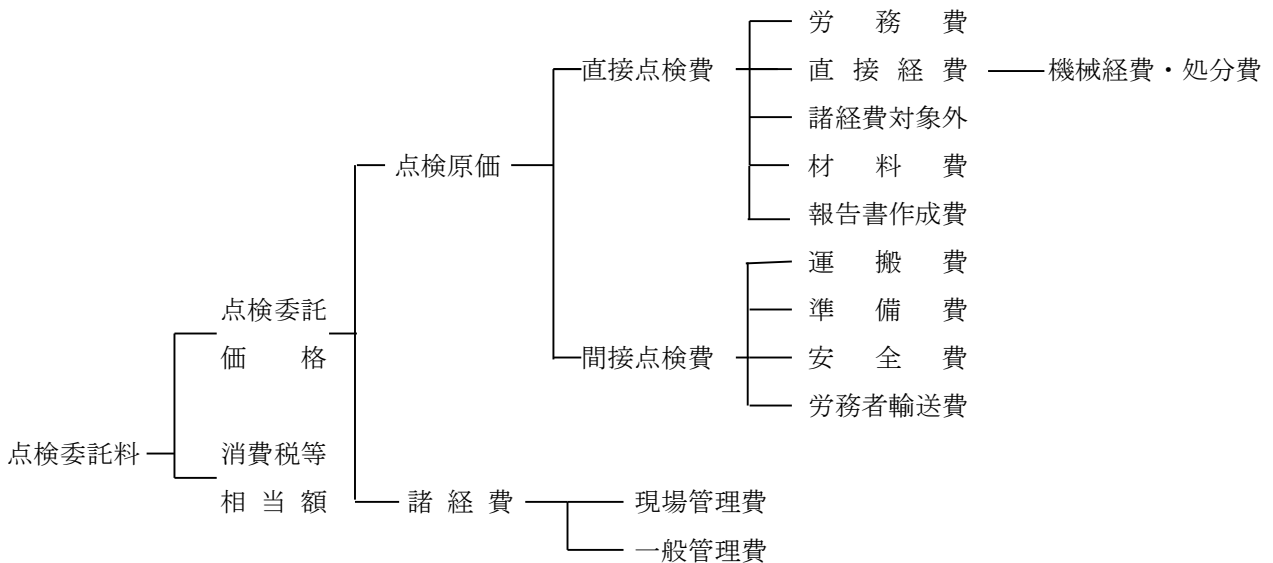 労務費
直接点検費
直接経費
機械経費・処分費
諸経費対象外
点検原価
材料費
報告書作成費
運搬費
点検委託
準備費
価格
間接点検費
安全費
労務者輸送費
点検委託料
消費税等
相当額
諸経費
現場管理費
一般管理費